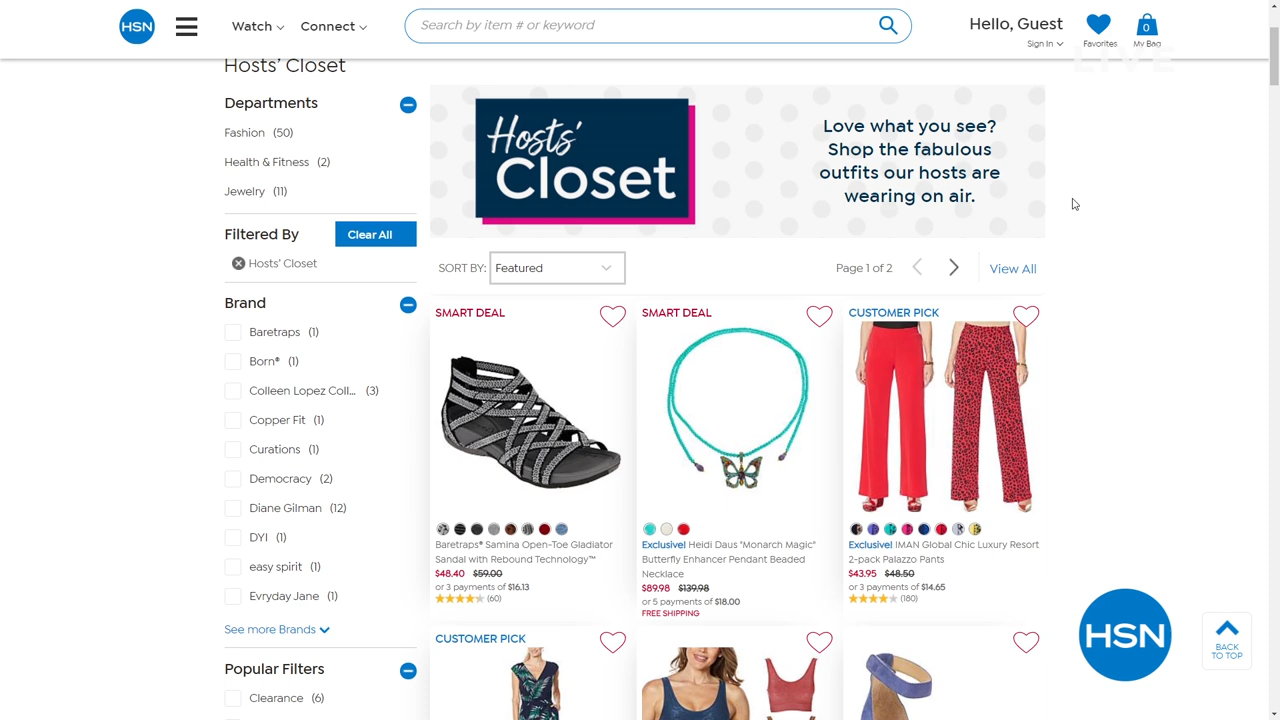 HSN
Watch
Connect
Search by item # or keyword
Hello, Guest
Sign In
Favorites
0
My Bag
LIVE
Hosts' Closet
Departments
Fashion (50)
Health & Fitness (2)
Jewelry (11)
Filtered By
Clear All
Hosts' Closet
Brand
Baretraps (1)
Born® (1)
Colleen Lopez Coll... (3)
Copper Fit (1)
Curations (1)
Democracy (2)
Diane Gilman (12)
DYI (1)
easy spirit (1)
Evryday Jane (1)
See more Brands
Popular Filters
Clearance (6)
Hosts'
Closet
Love what you see?
Shop the fabulous
outfits our hosts are
wearing on air.
SORT BY: Featured
Page 1 of 2
View All
SMART DEAL
Baretraps® Samina Open-Toe Gladiator
Sandal with Rebound Technology™
$48.40 $59.00
or 3 payments of $16.13
(60)
SMART DEAL
Exclusive! Heidi Daus "Monarch Magic"
Butterfly Enhancer Pendant Beaded
Necklace
$89.98 $139.98
or 5 payments of $18.00
FREE SHIPPING
CUSTOMER PICK
Exclusive! IMAN Global Chic Luxury Resort
2-pack Palazzo Pants
$43.95 $48.50
or 3 payments of $14.65
(180)
CUSTOMER PICK
HSN
BACK
TO TOP